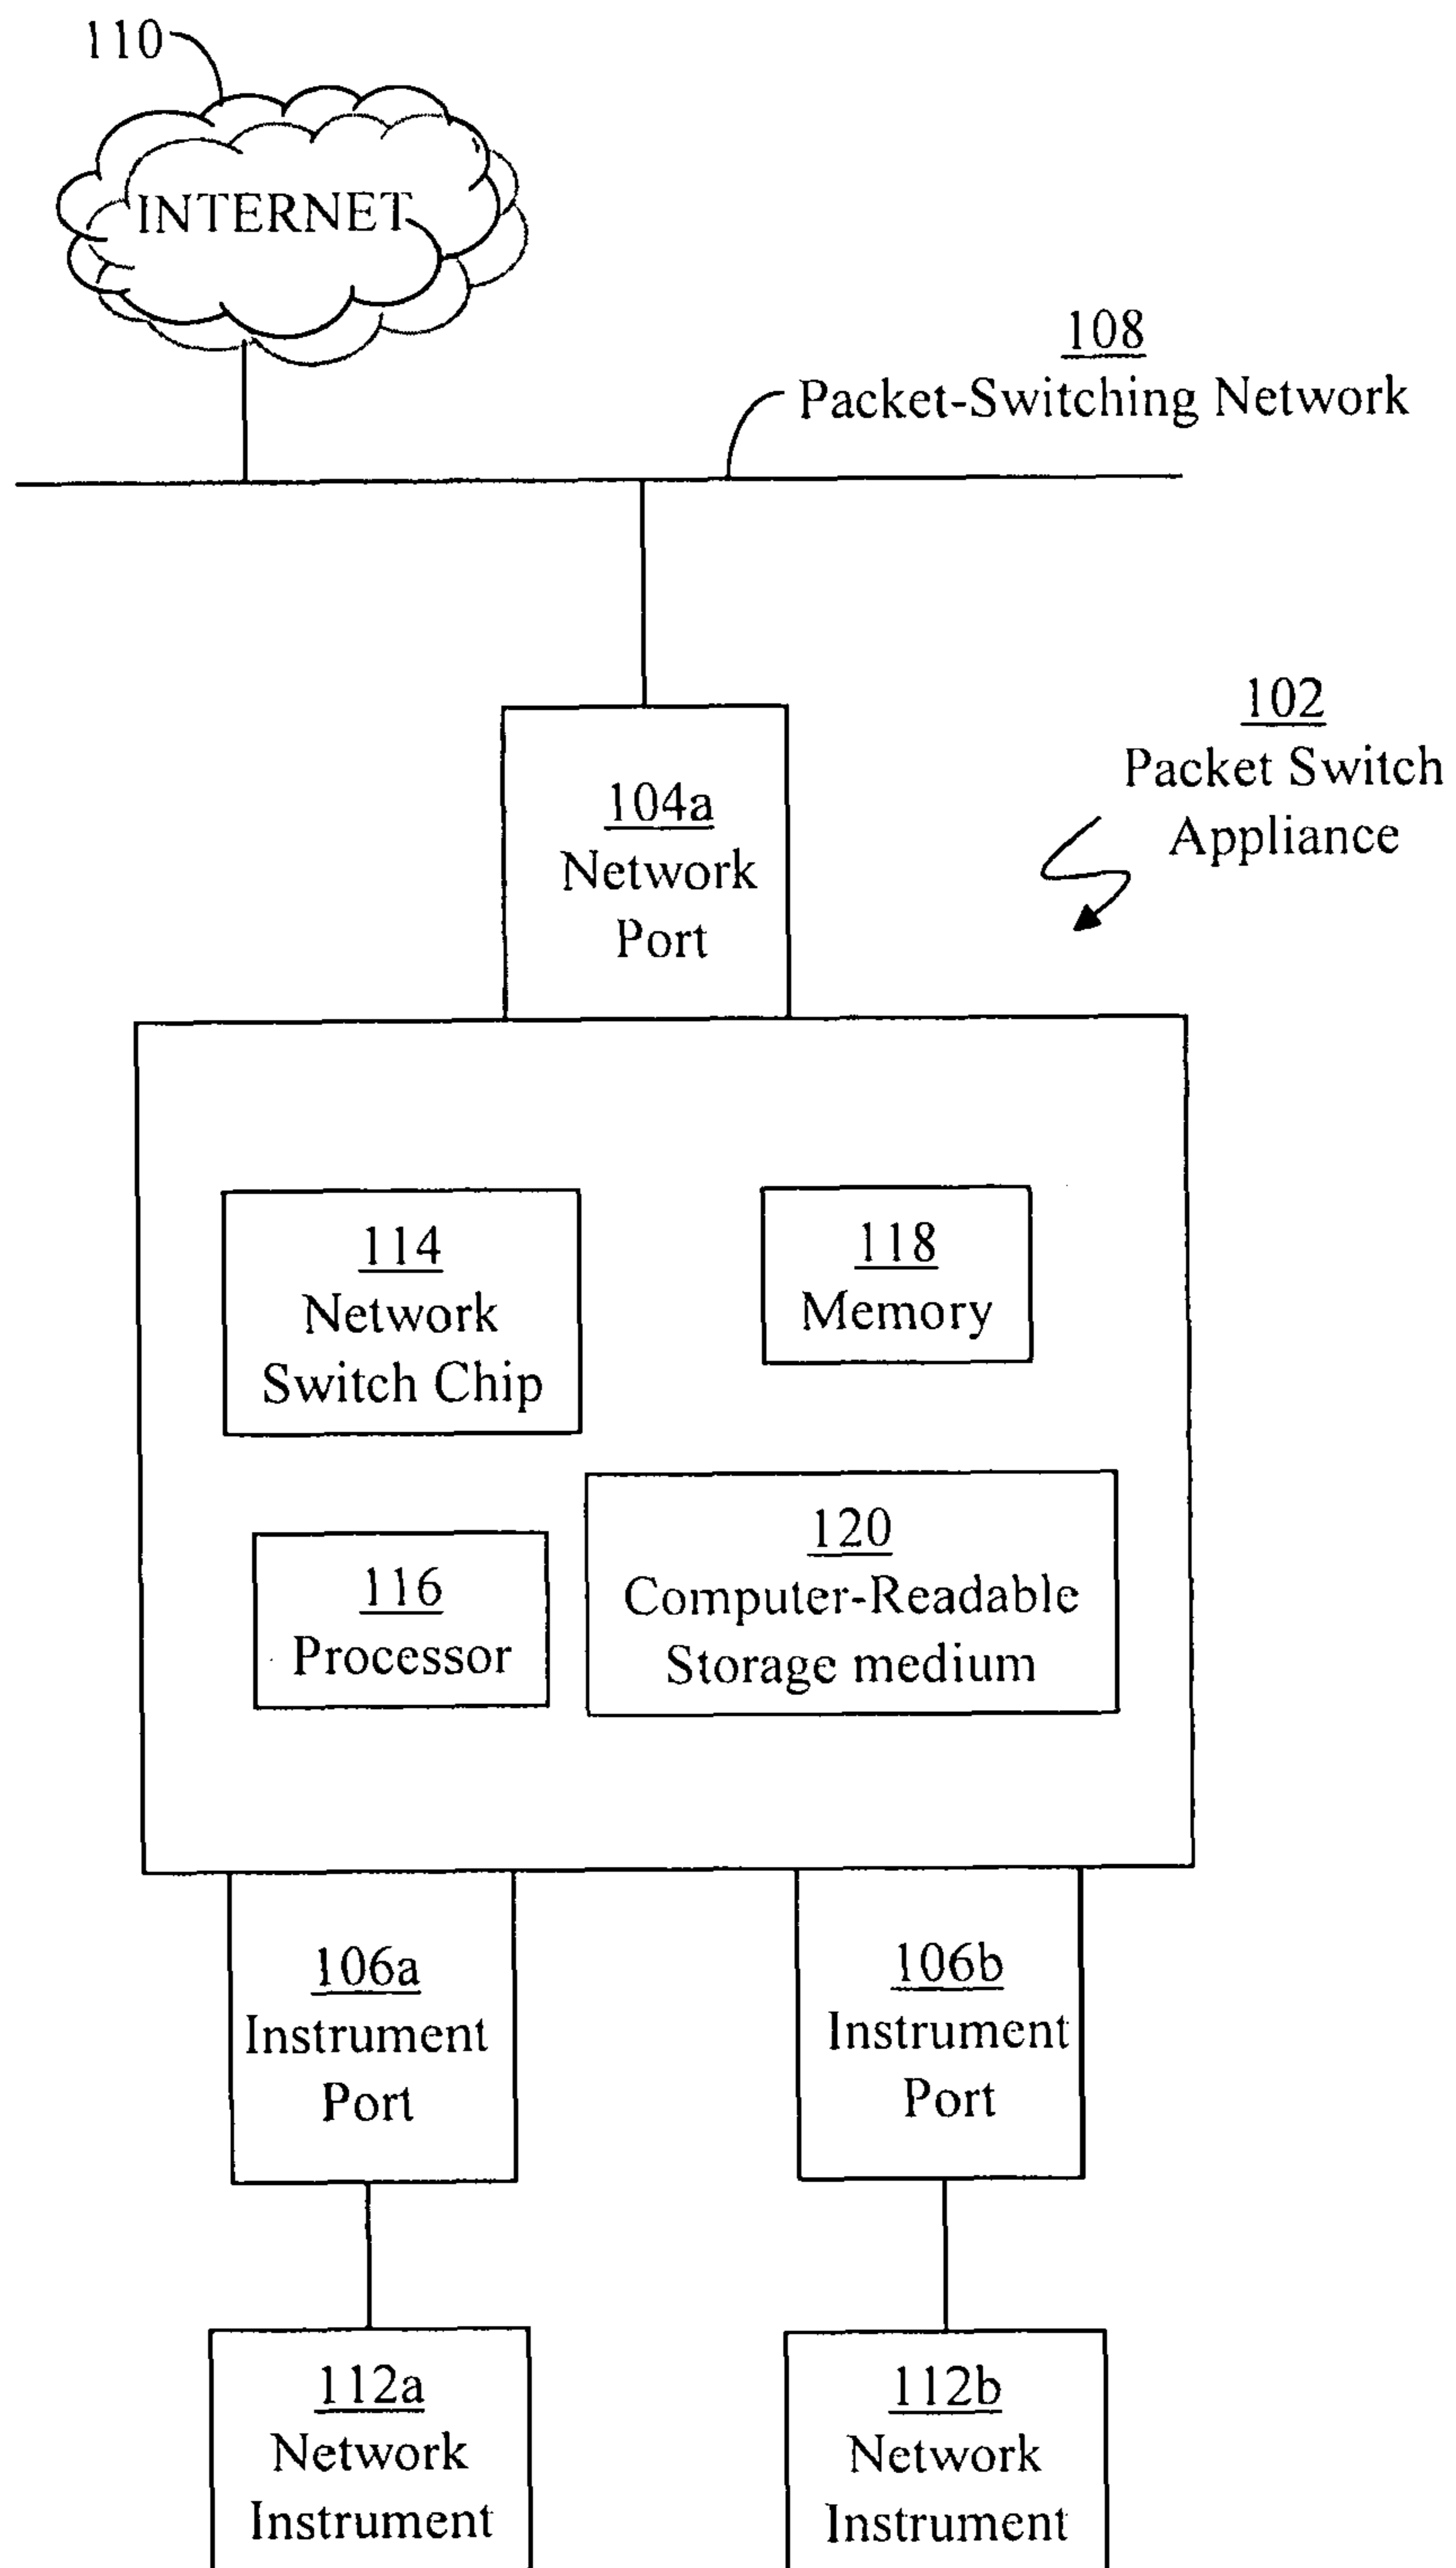 110
INTERNET
108
Packet-Switching Network
102
Packet Switch
Appliance
104a
Network
Port
114
Network
Switch Chip
118
Memory
116
Processor
120
Computer-Readable
Storage medium
106a
Instrument
Port
106b
Instrument
Port
112a
Network
Instrument
112b
Network
Instrument